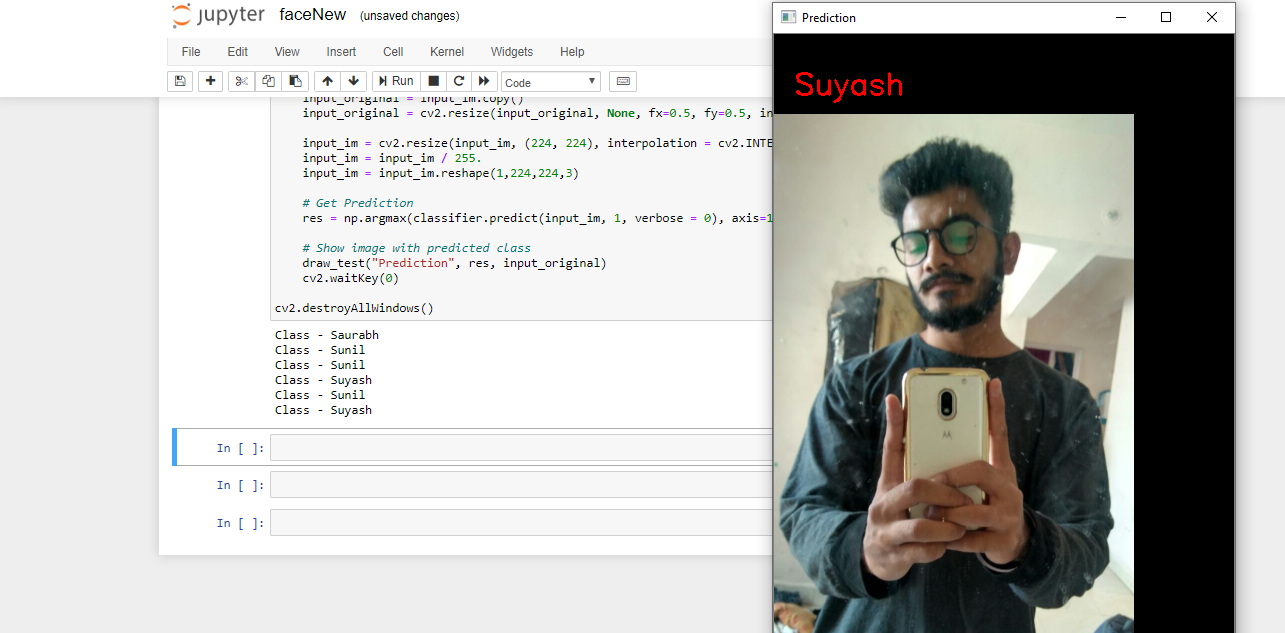 jupyter faceNew (unsaved changes)
File Edit View Insert Cell Kernel Widgets Help
Run Code
input_original = input_im.copy()
input_original = cv2.resize(input_original, None, fx=0.5, fy=0.5, in
input_im = cv2.resize(input_im, (224, 224), interpolation = cv2.INTE
input_im = input_im / 255.
input_im = input_im.reshape(1,224,224,3)
# Get Prediction
res = np.argmax(classifier.predict(input_im, 1, verbose = 0), axis=1
# Show image with predicted class
draw_test("Prediction", res, input_original)
cv2.waitKey(0)
cv2.destroyAllWindows()
Class - Saurabh
Class - Sunil
Class - Sunil
Class - Suyash
Class - Sunil
Class - Suyash
In [ ]:
In [ ]:
In [ ]:
Prediction
Suyash